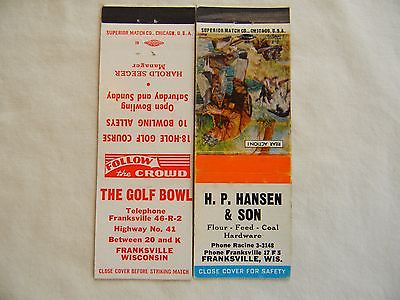 SUPERIOR MATCH CO., CHICAGO, U.S.A.
HAROLD SEEGER
Manager
•
Open Bowling
Saturday and Sunday
10 BOWLING ALLEYS
18-HOLE GOLF COURSE
FOLLOW
the CROWD
THE GOLF BOWL
Telephone
Franksville 46-R-2
Highway No. 41
Between 20 and K
FRANKSVILLE
WISCONSIN
CLOSE COVER BEFORE STRIKING MATCH
SUPERIOR MATCH CO., CHICAGO, U.S.A.
REAR ACTION!
H. P. HANSEN
& SON
Flour - Feed - Coal
Hardware
Phone Racine 3-3148
Phone Franksville 17 F 5
FRANKSVILLE, WIS.
CLOSE COVER FOR SAFETY